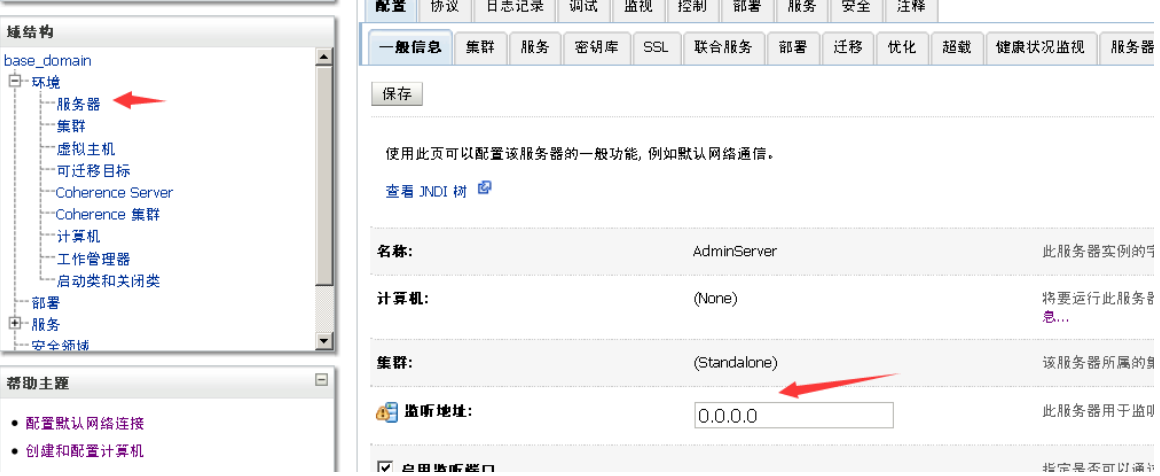 域结构
base_domain
环境
服务器
集群
虚拟主机
可迁移目标
Coherence Server
Coherence 集群
计算机
工作管理器
启动类和关闭类
部署
服务
安全领域
帮助主题
配置默认网络连接
创建和配置计算机
配置 协议 日志记录 调试 监视 控制 部署 服务 安全 注释
一般信息 集群 服务 密钥库 SSL 联合服务 部署 迁移 优化 超载 健康状况监视 服务器
保存
使用此页可以配置该服务器的一般功能, 例如默认网络通信。
查看 JNDI 树
名称: AdminServer 此服务器实例的字
计算机: (None) 将要运行此服务器
息...
集群: (Standalone) 该服务器所属的集
监听地址: 0.0.0.0 此服务器用于监听
启用监听端口 指定是否可以通过